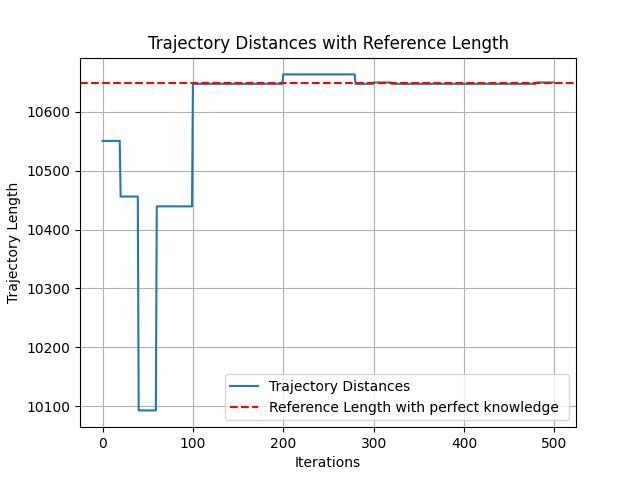 Trajectory Distances with Reference Length
Trajectory Length
10600
10500
10400
10300
10200
10100
Trajectory Distances
Reference Length with perfect knowledge
0 100 200 300 400 500
Iterations